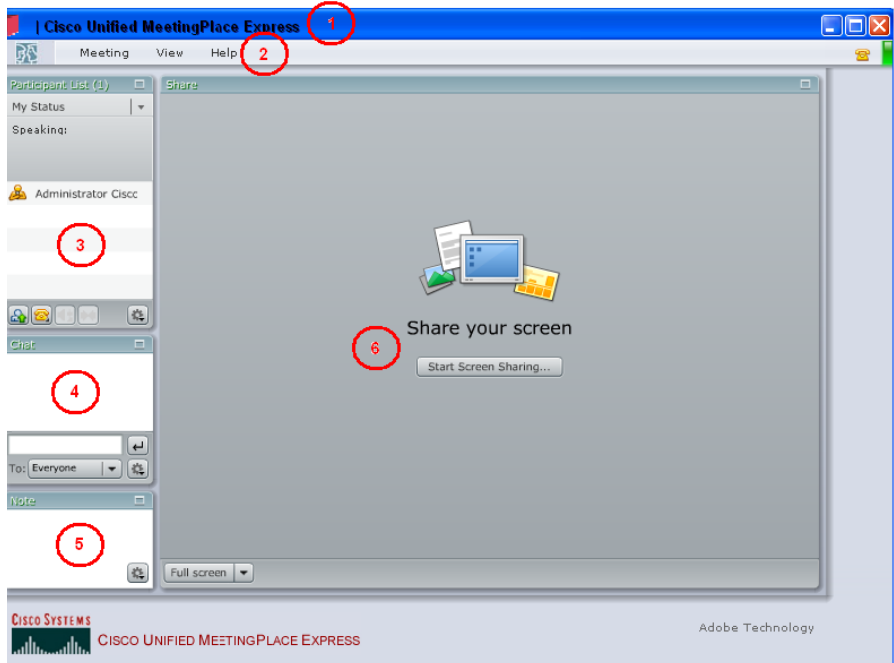 | Cisco Unified MeetingPlace Express
1
Meeting View Help
2
Participant List (1)
Share
My Status
Speaking:
Administrator Cisco
3
Share your screen
6
Start Screen Sharing...
Chat
4
To: Everyone
Note
5
Full screen
CISCO SYSTEMS
CISCO UNIFIED MEETINGPLACE EXPRESS
Adobe Technology